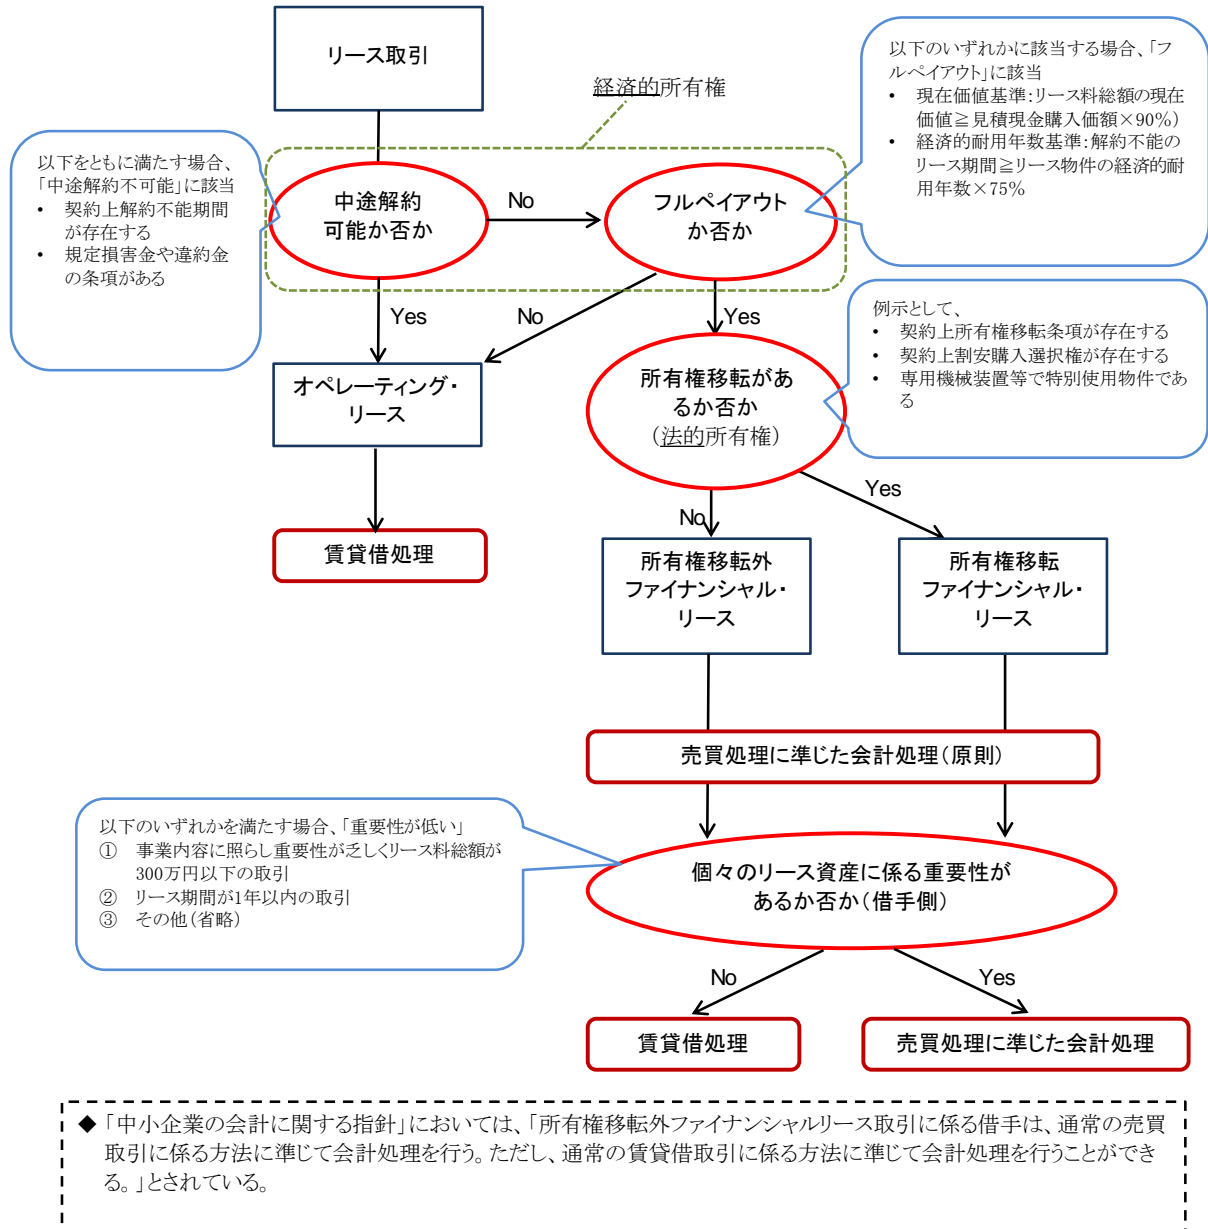 リース取引
経済的所有権
以下のいずれかに該当する場合、「フ
ルペイアウト」に該当
• 現在価値基準:リース料総額の現在
価値≧見積現金購入価額×90%)
• 経済的耐用年数基準:解約不能の
リース期間≧リース物件の経済的耐
用年数×75%
以下をともに満たす場合、
「中途解約不可能」に該当
• 契約上解約不能期間
が存在する
• 規定損害金や違約金
の条項がある
中途解約
可能か否か
No
フルペイアウト
か否か
Yes
No
Yes
例示として、
• 契約上所有権移転条項が存在する
• 契約上割安購入選択権が存在する
• 専用機械装置等で特別使用物件であ
る
オペレーティング・
リース
所有権移転があ
るか否か
(法的所有権)
No
Yes
賃貸借処理
所有権移転外
ファイナンシャル・
リース
所有権移転
ファイナンシャル・
リース
売買処理に準じた会計処理(原則)
以下のいずれかを満たす場合、「重要性が低い」
① 事業内容に照らし重要性が乏しくリース料総額が
300万円以下の取引
② リース期間が1年以内の取引
③ その他(省略)
個々のリース資産に係る重要性が
あるか否か(借手側)
No
Yes
賃貸借処理
売買処理に準じた会計処理
◆「中小企業の会計に関する指針」においては、「所有権移転外ファイナンシャルリース取引に係る借手は、通常の売買
取引に係る方法に準じて会計処理を行う。ただし、通常の賃貸借取引に係る方法に準じて会計処理を行うことができ
る。」とされている。